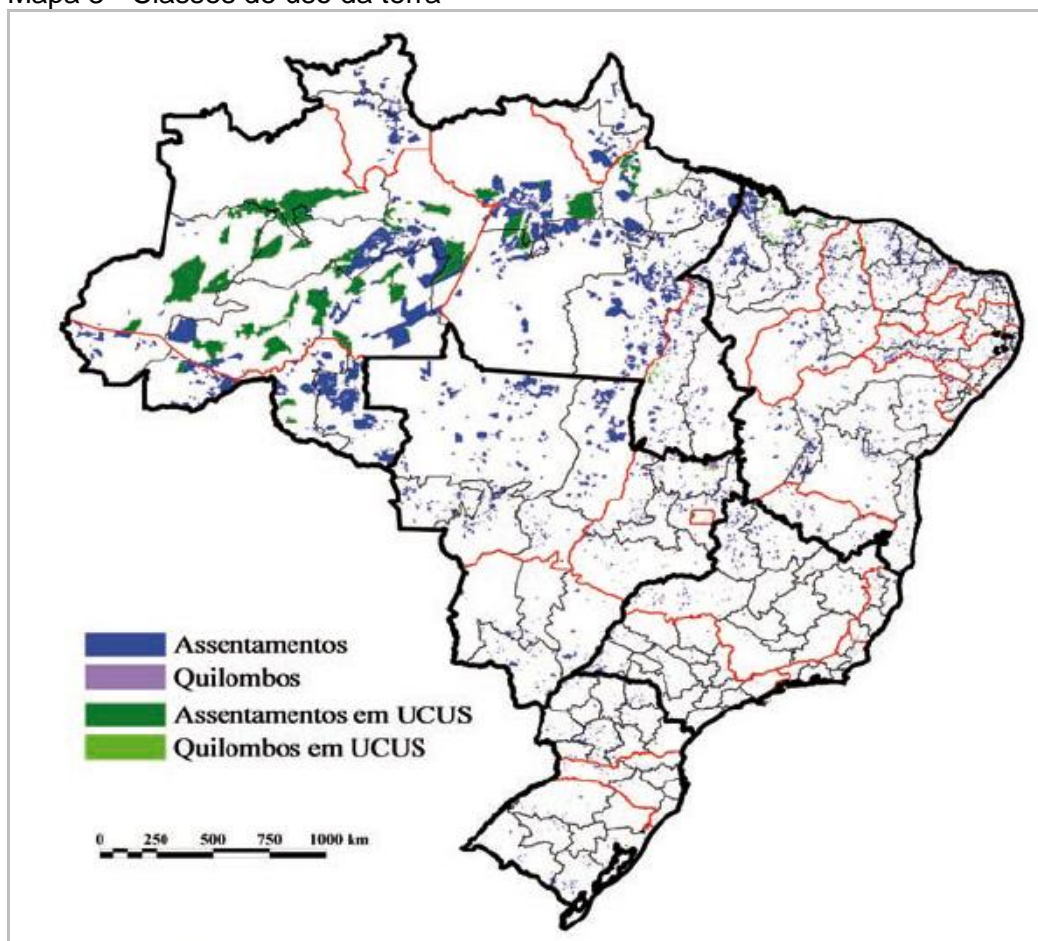 Mapa 3 - Classes de uso da terra
Assentamentos
Quilombos
Assentamentos em UCUS
Quilombos em UCUS
0 250 500 750 1000 km